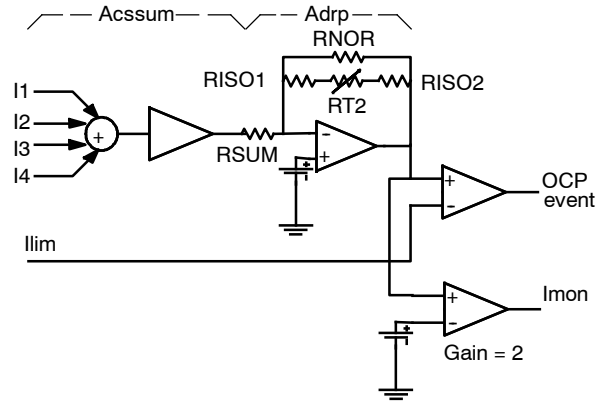 Acssum
Adrp
RNOR
RISO1
RISO2
RT2
I1
I2
I3
I4
+
RSUM
-
+
+
+
-
OCP
event
Ilim
+
-
Imon
+
Gain = 2